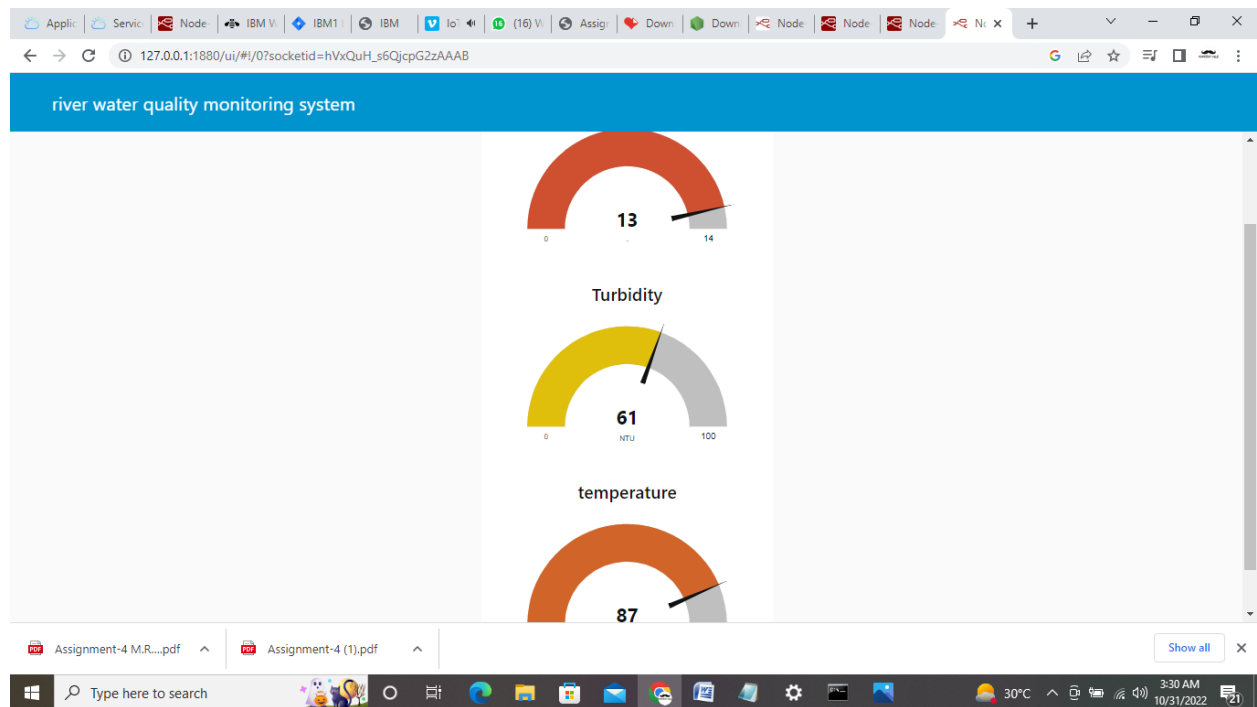 Applic Servic Node- IBM W IBM1 IBM IoT (16) W Assig Down Down Node- Node- Node- No
127.0.0.1:1880/ui/#!/0?socketid=hVxQuH_s6QjcpG2zAAAB
river water quality monitoring system
13
0 14
Turbidity
61
0 NTU 100
temperature
87
Assignment-4 M.R....pdf Assignment-4 (1).pdf Show all
Type here to search 30°C 3:30 AM
10/31/2022 21